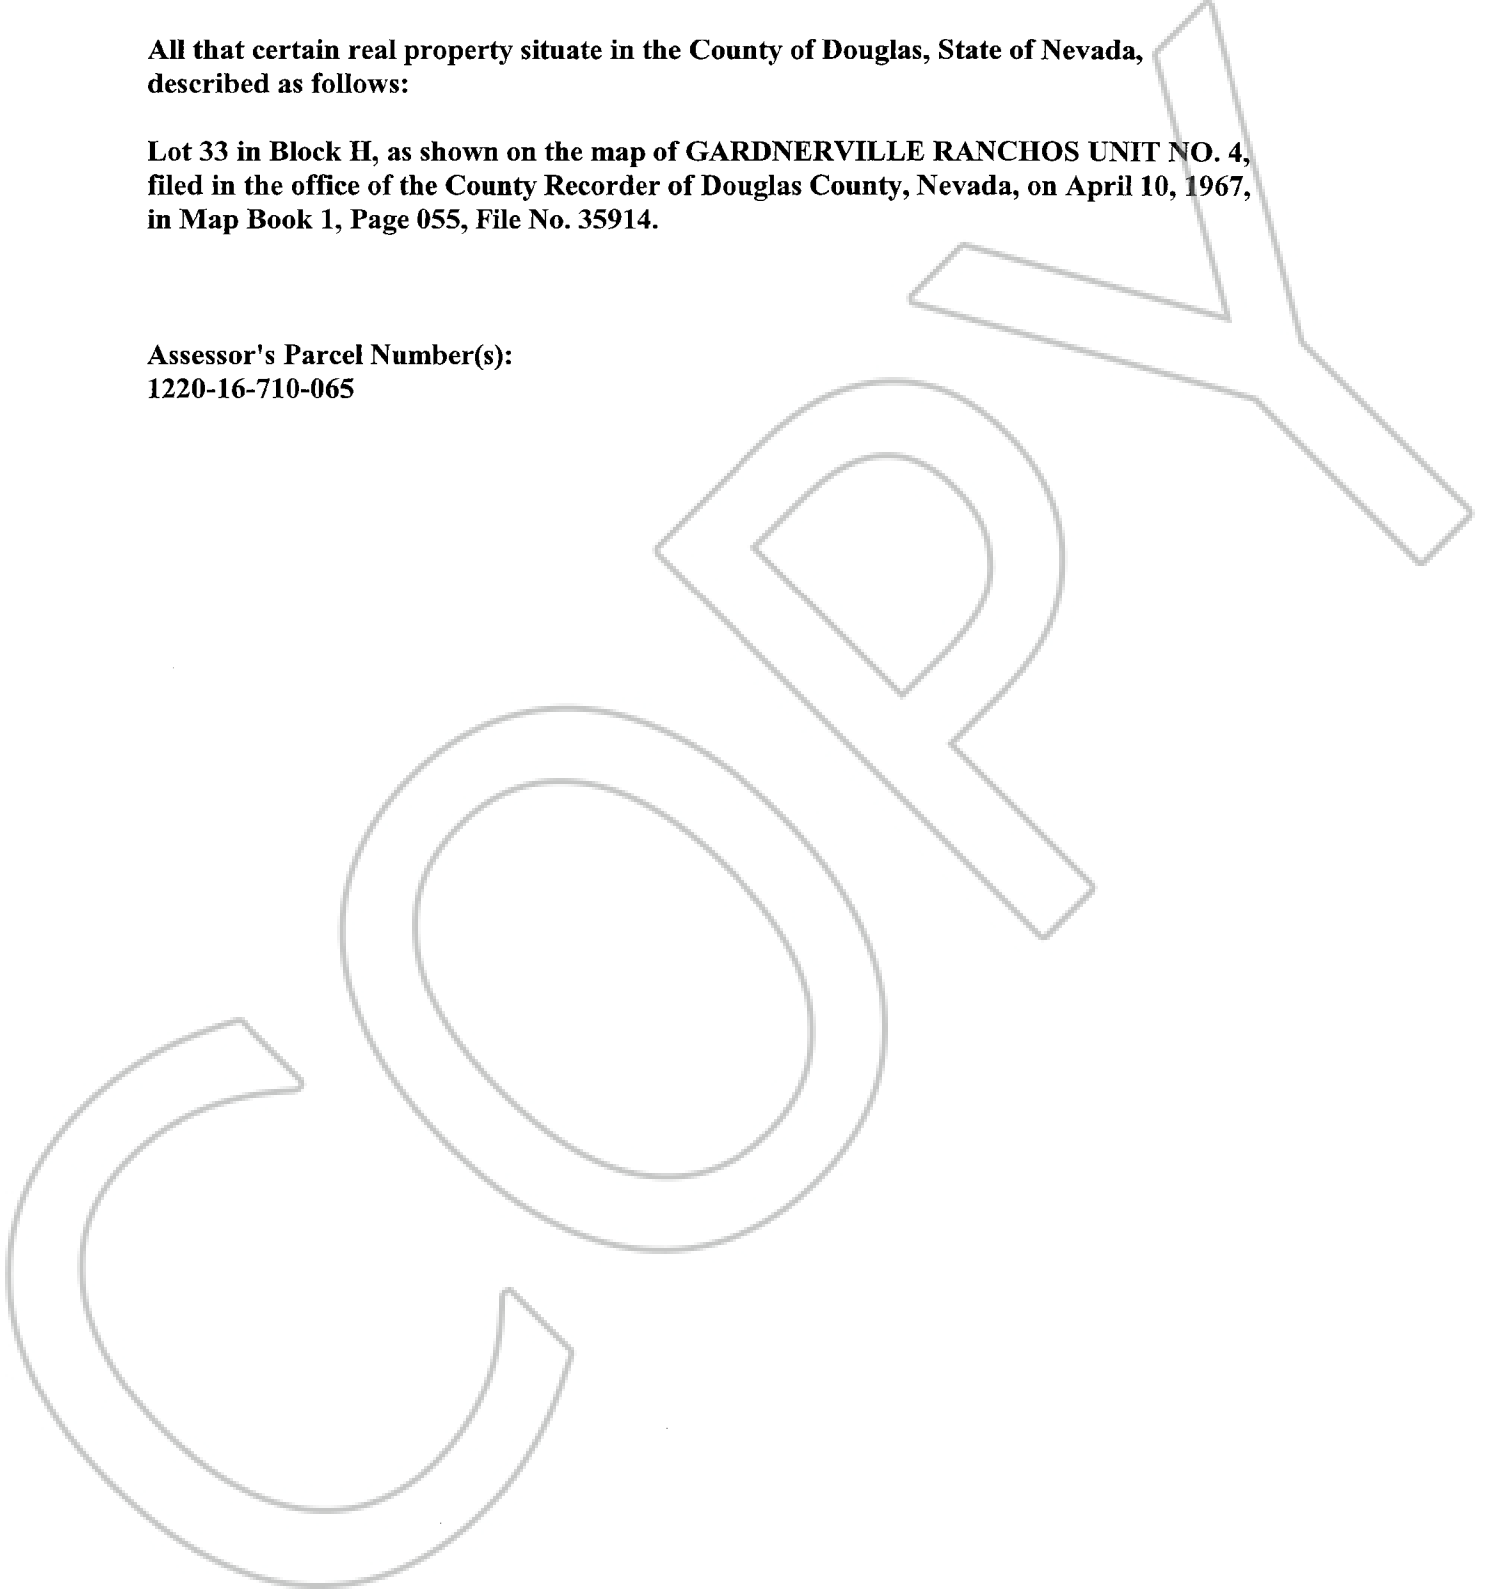 All that certain real property situate in the County of Douglas, State of Nevada,
described as follows:
Lot 33 in Block H, as shown on the map of GARDNERVILLE RANCHOS UNIT NO. 4,
filed in the office of the County Recorder of Douglas County, Nevada, on April 10, 1967,
in Map Book 1, Page 055, File No. 35914.
Assessor's Parcel Number(s):
1220-16-710-065
COPY